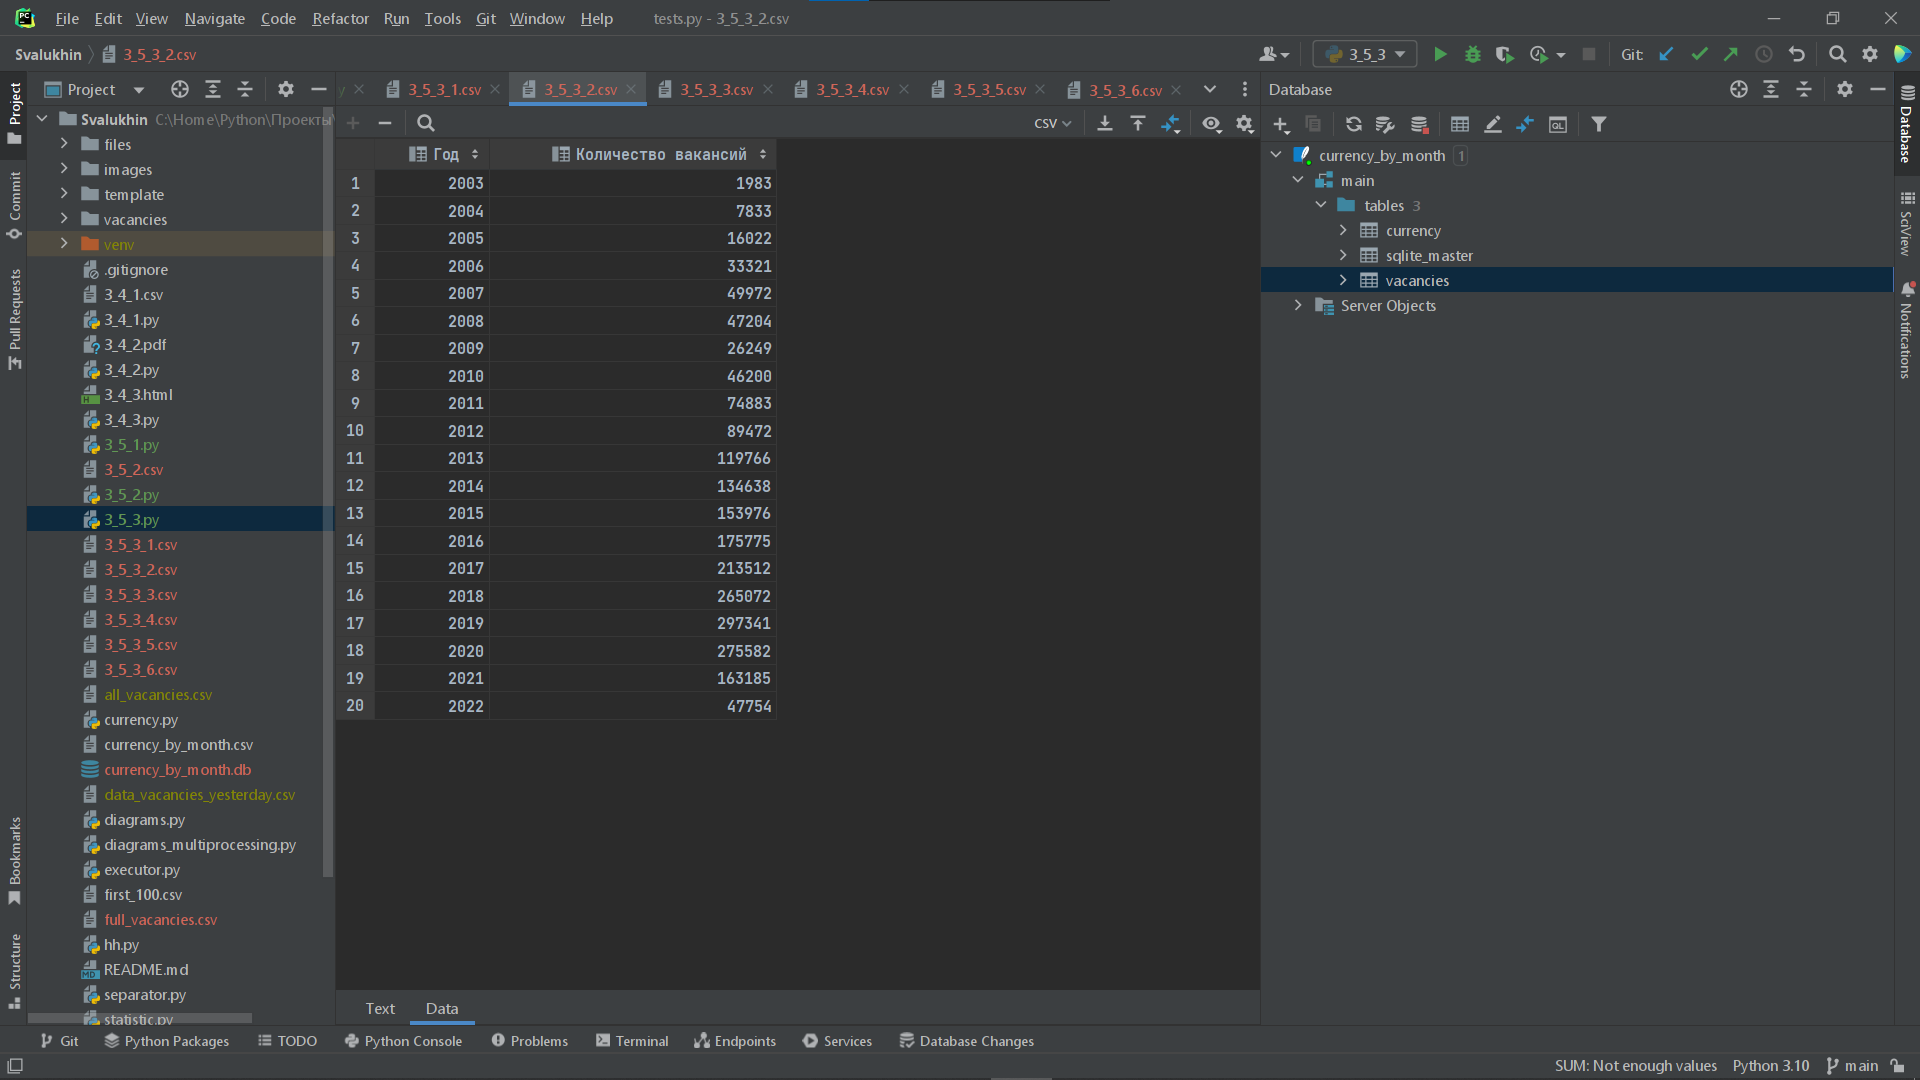 File Edit View Navigate Code Refactor Run Tools Git Window Help tests.py - 3_5_3_2.csv
Svalukhin 3_5_3_2.csv 3_5_3 Git:
Project
3_5_3_1.csv 3_5_3_2.csv 3_5_3_3.csv 3_5_3_4.csv 3_5_3_5.csv 3_5_3_6.csv
Database
Svalukhin C:\Home\Python\Проекты
files
images
template
vacancies
venv
.gitignore
3_4_1.csv
3_4_1.py
3_4_2.pdf
3_4_2.py
3_4_3.html
3_4_3.py
3_5_1.py
3_5_2.csv
3_5_2.py
3_5_3.py
3_5_3_1.csv
3_5_3_2.csv
3_5_3_3.csv
3_5_3_4.csv
3_5_3_5.csv
3_5_3_6.csv
all_vacancies.csv
currency.py
currency_by_month.csv
currency_by_month.db
data_vacancies_yesterday.csv
diagrams.py
diagrams_multiprocessing.py
executor.py
first_100.csv
full_vacancies.csv
hh.py
README.md
separator.py
statistic.py
CSV
Год Количество вакансий
1 2003 1983
2 2004 7833
3 2005 16022
4 2006 33321
5 2007 49972
6 2008 47204
7 2009 26249
8 2010 46200
9 2011 74883
10 2012 89472
11 2013 119766
12 2014 134638
13 2015 153976
14 2016 175775
15 2017 213512
16 2018 265072
17 2019 297341
18 2020 275582
19 2021 163185
20 2022 47754
Text Data
currency_by_month 1
main
tables 3
currency
sqlite_master
vacancies
Server Objects
Project
Commit
Pull Requests
Bookmarks
Structure
Database
SciView
Notifications
Git Python Packages TODO Python Console Problems Terminal Endpoints Services Database Changes
SUM: Not enough values Python 3.10 main